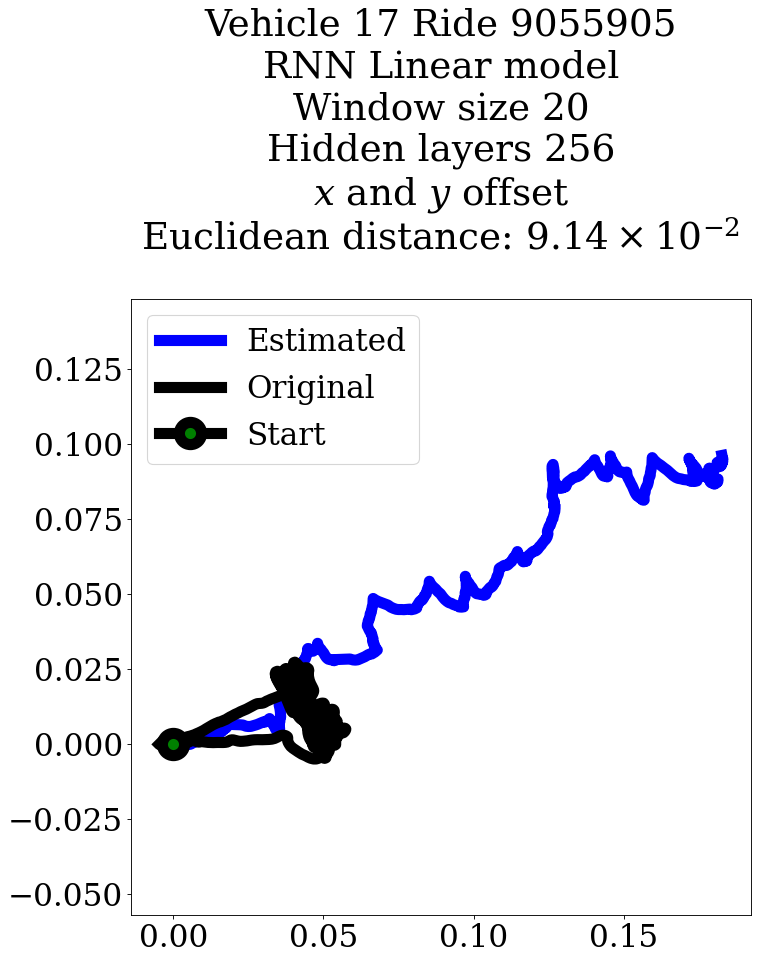 Vehicle 17 Ride 9055905
RNN Linear model
Window size 20
Hidden layers 256
x and y offset
Euclidean distance: 9.14 × 10⁻²
Estimated
Original
Start
0.125
0.100
0.075
0.050
0.025
0.000
−0.025
−0.050
0.00 0.05 0.10 0.15